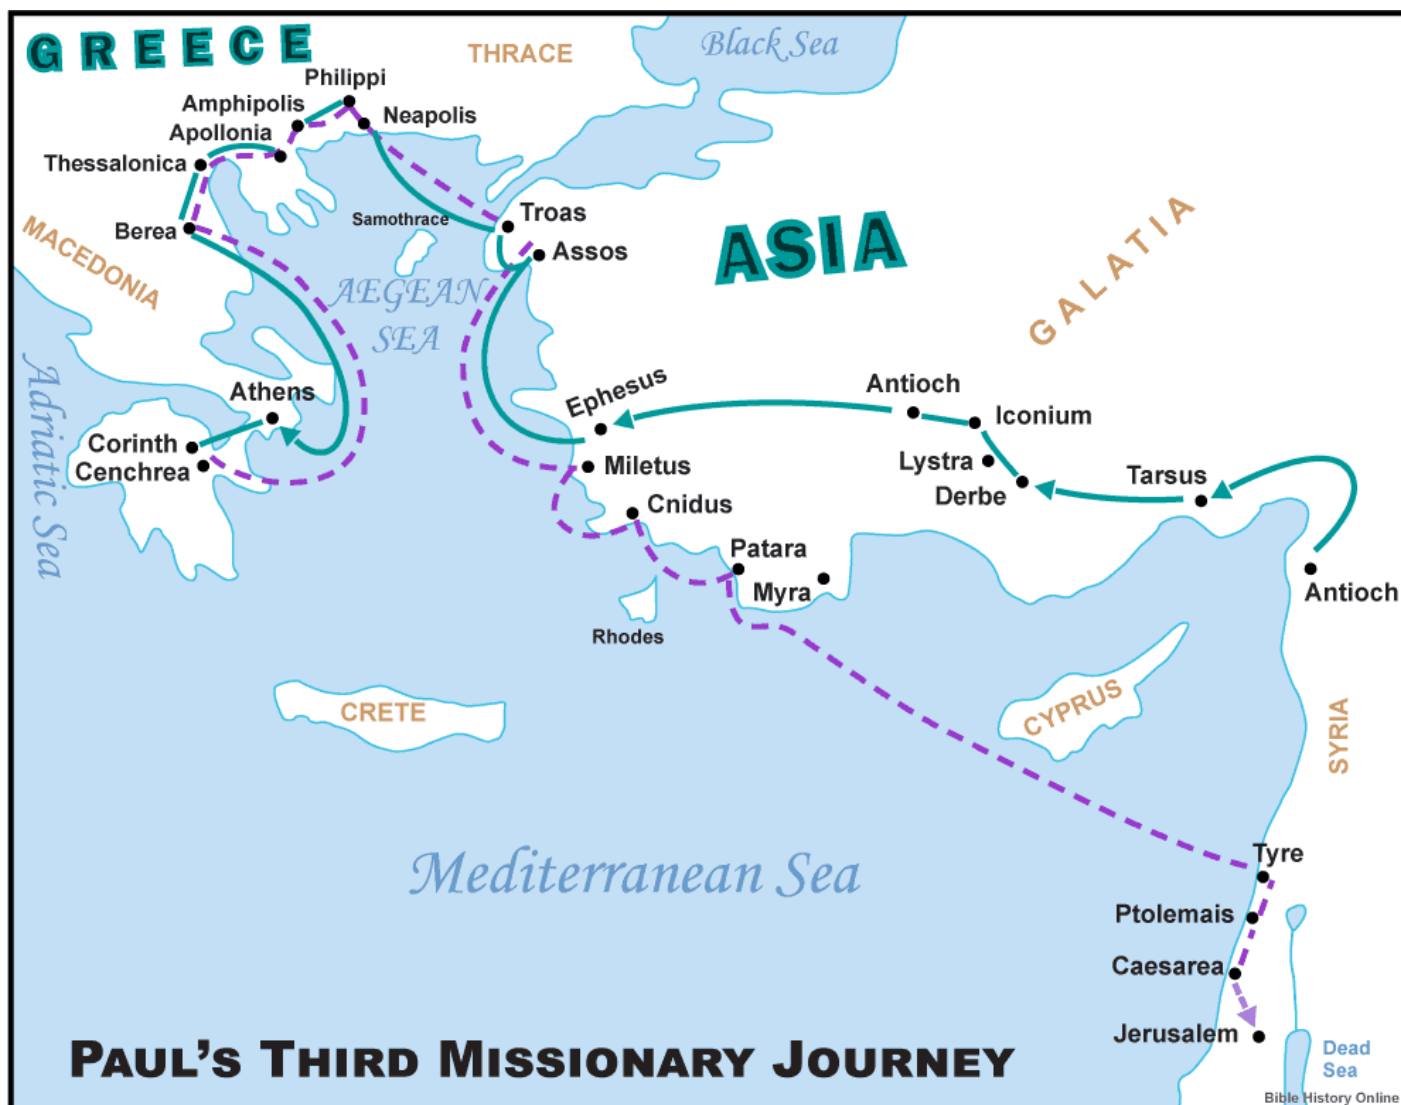 GREECE
THRACE
Black Sea
Philippi
Amphipolis
Neapolis
Apollonia
Thessalonica
Samothrace
Troas
Berea
Assos
ASIA
GALATIA
MACEDONIA
AEGEAN
SEA
Adriatic Sea
Athens
Ephesus
Antioch
Iconium
Corinth
Cenchrea
Miletus
Lystra
Derbe
Tarsus
Cnidus
Patara
Myra
Antioch
Rhodes
CRETE
CYPRUS
SYRIA
Mediterranean Sea
Tyre
Ptolemais
Caesarea
Jerusalem
PAUL'S THIRD MISSIONARY JOURNEY
Dead
Sea
Bible History Online